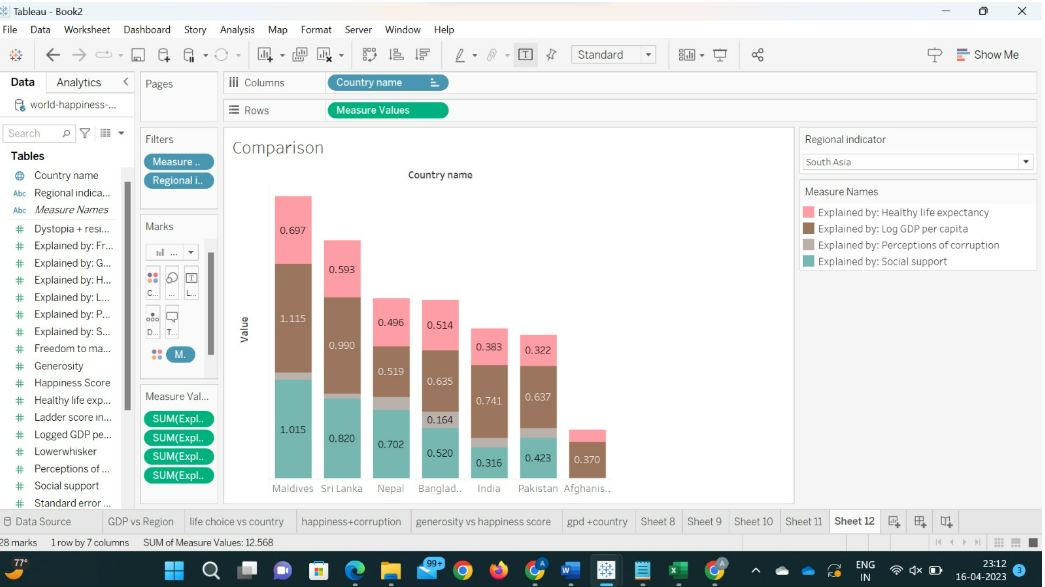 Tableau - Book2
File Data Worksheet Dashboard Story Analysis Map Format Server Window Help
Standard
Show Me
Data Analytics
Pages
Columns
Country name
world-happiness-...
Rows
Measure Values
Search
Filters
Measure ..
Regional i..
Comparison
Country name
Regional indicator
South Asia
Measure Names
Explained by: Healthy life expectancy
Explained by: Log GDP per capita
Explained by: Perceptions of corruption
Explained by: Social support
Tables
Country name
Abc Regional indica...
Abc Measure Names
Dystopia + resi...
Explained by: Fr...
Explained by: G...
Explained by: H...
Explained by: L...
Explained by: P...
Explained by: S...
Freedom to ma...
Generosity
Happiness Score
Healthy life exp...
Ladder score in...
Logged GDP pe...
Lowerwhisker
Perceptions of ...
Social support
Standard error ...
Marks
...
C... ... L...
D... T...
M.
Measure Val...
SUM(Expl..
SUM(Expl..
SUM(Expl..
SUM(Expl..
Value
0.697
1.115
1.015
0.593
0.990
0.820
0.496
0.519
0.702
0.514
0.635
0.164
0.520
0.383
0.741
0.316
0.322
0.637
0.423
0.370
Maldives Sri Lanka Nepal Banglad.. India Pakistan Afghanis..
Data Source GDP vs Region life choice vs country happiness+corruption generosity vs happiness score gpd +country Sheet 8 Sheet 9 Sheet 10 Sheet 11 Sheet 12
28 marks 1 row by 7 columns SUM of Measure Values: 12.568
77°
99+
ENG
IN
23:12
16-04-2023
3